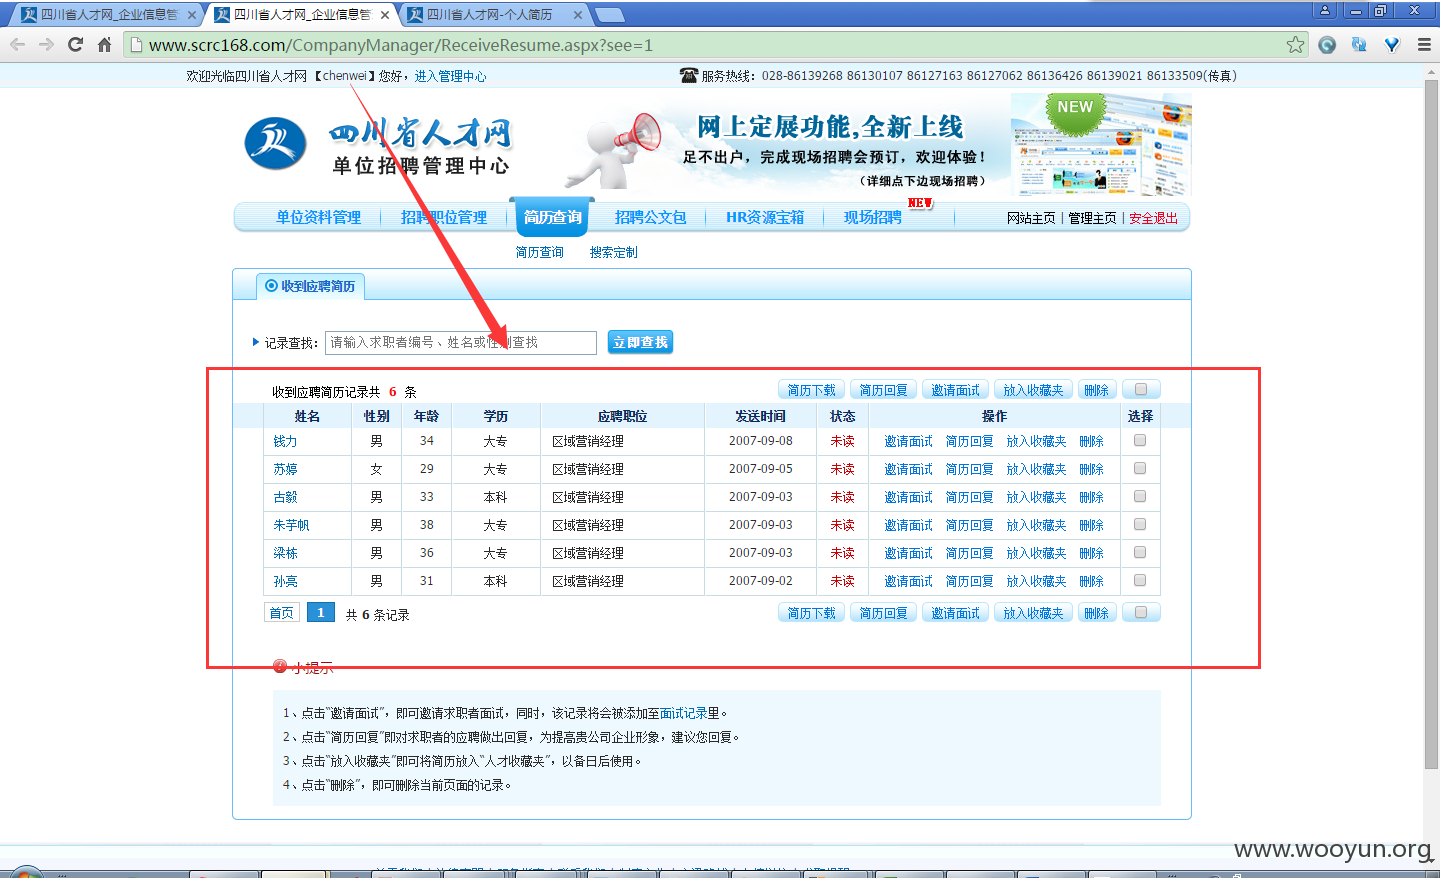 四川省人才网_企业信息管
四川省人才网_企业信息管
四川省人才网-个人简历
www.scrc168.com/CompanyManager/ReceiveResume.aspx?see=1
欢迎光临四川省人才网 【chenwei】您好，进入管理中心
服务热线：028-86139268 86130107 86127163 86127062 86136426 86139021 86133509(传真)
四川省人才网
单位招聘管理中心
网上定展功能,全新上线
足不出户，完成现场招聘会预订，欢迎体验！
（详细点下边现场招聘）
NEW
单位资料管理 招聘职位管理 简历查询 招聘公文包 HR资源宝箱 现场招聘 NEW 网站主页 | 管理主页 | 安全退出
简历查询 搜索定制
收到应聘简历
记录查找： 请输入求职者编号、姓名或性别查找 立即查找
收到应聘简历记录共 6 条 简历下载 简历回复 邀请面试 放入收藏夹 删除
姓名 性别 年龄 学历 应聘职位 发送时间 状态 操作 选择
钱力 男 34 大专 区域营销经理 2007-09-08 未读 邀请面试 简历回复 放入收藏夹 删除
苏婷 女 29 大专 区域营销经理 2007-09-05 未读 邀请面试 简历回复 放入收藏夹 删除
古毅 男 33 本科 区域营销经理 2007-09-03 未读 邀请面试 简历回复 放入收藏夹 删除
朱芋帆 男 38 大专 区域营销经理 2007-09-03 未读 邀请面试 简历回复 放入收藏夹 删除
梁栋 男 36 大专 区域营销经理 2007-09-03 未读 邀请面试 简历回复 放入收藏夹 删除
孙亮 男 31 本科 区域营销经理 2007-09-02 未读 邀请面试 简历回复 放入收藏夹 删除
首页 1 共 6 条记录 简历下载 简历回复 邀请面试 放入收藏夹 删除
小提示
1、点击“邀请面试”，即可邀请求职者面试，同时，该记录将会被添加至面试记录里。
2、点击“简历回复”即对求职者的应聘做出回复，为提高贵公司企业形象，建议您回复。
3、点击“放入收藏夹”即可将简历放入“人才收藏夹”，以备日后使用。
4、点击“删除”，即可删除当前页面的记录。
www.wooyun.org